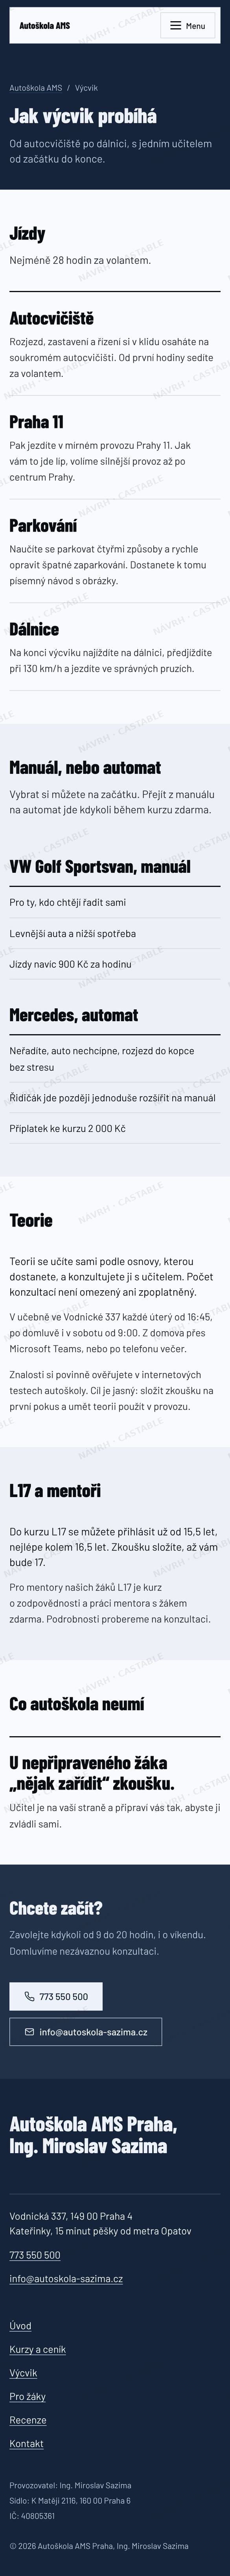 Autoškola AMS
Menu
Autoškola AMS / Výcvik
Jak výcvik probíhá
Od autocvičiště po dálnici, s jedním učitelem
od začátku do konce.
Jízdy
Nejméně 28 hodin za volantem.
Autocvičiště
Rozjezd, zastavení a řízení si v klidu osaháte na
soukromém autocvičišti. Od první hodiny sedíte
za volantem.
Praha 11
Pak jezdíte v mírném provozu Prahy 11. Jak
vám to jde líp, volíme silnější provoz až po
centrum Prahy.
Parkování
Naučíte se parkovat čtyřmi způsoby a rychle
opravit špatné zaparkování. Dostanete k tomu
písemný návod s obrázky.
Dálnice
Na konci výcviku najíždíte na dálnici, předjíždíte
při 130 km/h a jezdíte ve správných pruzích.
Manuál, nebo automat
Vybrat si můžete na začátku. Přejít z manuálu
na automat jde kdykoli během kurzu zdarma.
VW Golf Sportsvan, manuál
Pro ty, kdo chtějí řadit sami
Levnější auta a nižší spotřeba
Jízdy navíc 900 Kč za hodinu
Mercedes, automat
Neřadíte, auto nechcípne, rozjezd do kopce
bez stresu
Řidičák jde později jednoduše rozšířit na manuál
Příplatek ke kurzu 2 000 Kč
Teorie
Teorii se učíte sami podle osnovy, kterou
dostanete, a konzultujete ji s učitelem. Počet
konzultací není omezený ani zpoplatněný.
V učebně ve Vodnické 337 každé úterý od 16:45,
po domluvě i v sobotu od 9:00. Z domova přes
Microsoft Teams, nebo po telefonu večer.
Znalosti si povinně ověřujete v internetových
testech autoškoly. Cíl je jasný: složit zkoušku na
první pokus a umět teorii použít v provozu.
L17 a mentoři
Do kurzu L17 se můžete přihlásit už od 15,5 let,
nejlépe kolem 16,5 let. Zkoušku složíte, až vám
bude 17.
Pro mentory našich žáků L17 je kurz
o zodpovědnosti a práci mentora s žákem
zdarma. Podrobnosti probereme na konzultaci.
Co autoškola neumí
U nepřipraveného žáka
„nějak zařídit“ zkoušku.
Učitel je na vaší straně a připraví vás tak, abyste ji
zvládli sami.
Chcete začít?
Zavolejte kdykoli od 9 do 20 hodin, i o víkendu.
Domluvíme nezávaznou konzultaci.
773 550 500
info@autoskola-sazima.cz
Autoškola AMS Praha,
Ing. Miroslav Sazima
Vodnická 337, 149 00 Praha 4
Kateřinky, 15 minut pěšky od metra Opatov
773 550 500
info@autoskola-sazima.cz
Úvod
Kurzy a ceník
Výcvik
Pro žáky
Recenze
Kontakt
Provozovatel: Ing. Miroslav Sazima
Sídlo: K Matěji 2116, 160 00 Praha 6
IČ: 40805361
© 2026 Autoškola AMS Praha, Ing. Miroslav Sazima
NÁVRH · CASTABLE